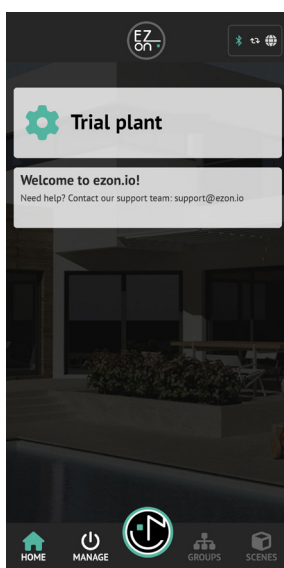 EZ
on
Trial plant
Welcome to ezon.io!
Need help? Contact our support team: support@ezon.io
HOME
MANAGE
GROUPS
SCENES